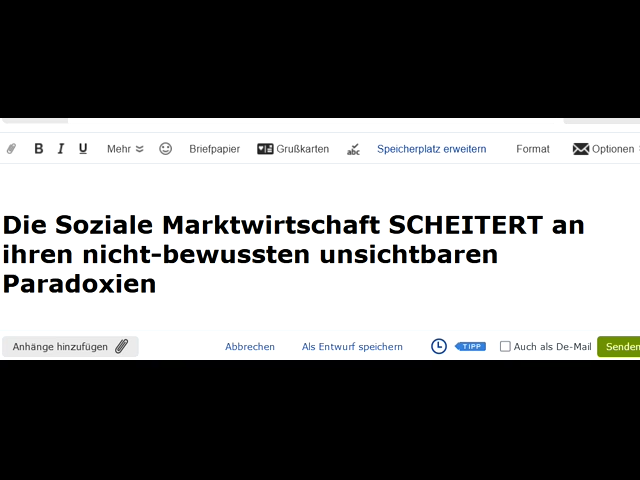 B I U Mehr Briefpapier Grußkarten abc Speicherplatz erweitern Format Optionen
Die Soziale Marktwirtschaft SCHEITERT an
ihren nicht-bewussten unsichtbaren
Paradoxien
Anhänge hinzufügen Abbrechen Als Entwurf speichern TIPP Auch als De-Mail Senden